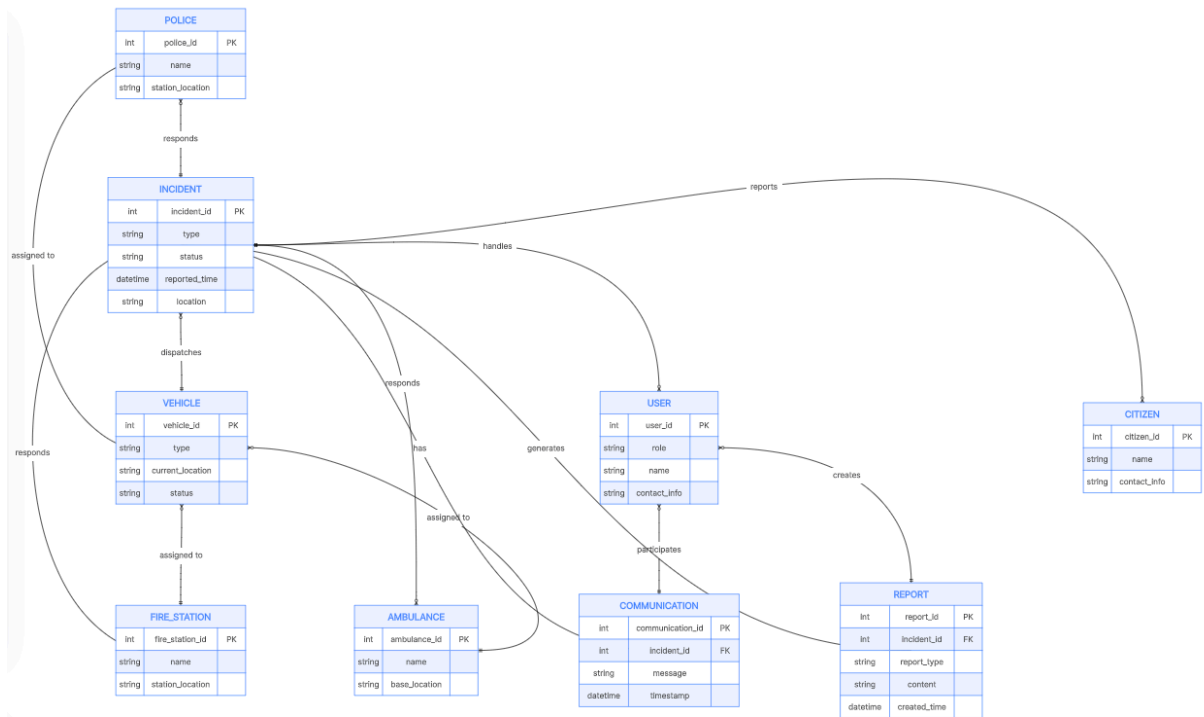 POLICE
int police_id PK
string name
string station_location
responds
INCIDENT
int incident_id PK
string type
string status
datetime reported_time
string location
reports
handles
assigned to
dispatches
responds
responds
has
generates
VEHICLE
int vehicle_id PK
string type
string current_location
string status
USER
int user_id PK
string role
string name
string contact_info
CITIZEN
int citizen_id PK
string name
string contact_info
creates
assigned to
assigned to
participates
FIRE_STATION
int fire_station_id PK
string name
string station_location
AMBULANCE
int ambulance_id PK
string name
string base_location
COMMUNICATION
int communication_id PK
int incident_id FK
string message
datetime timestamp
REPORT
int report_id PK
int incident_id FK
string report_type
string content
datetime created_time